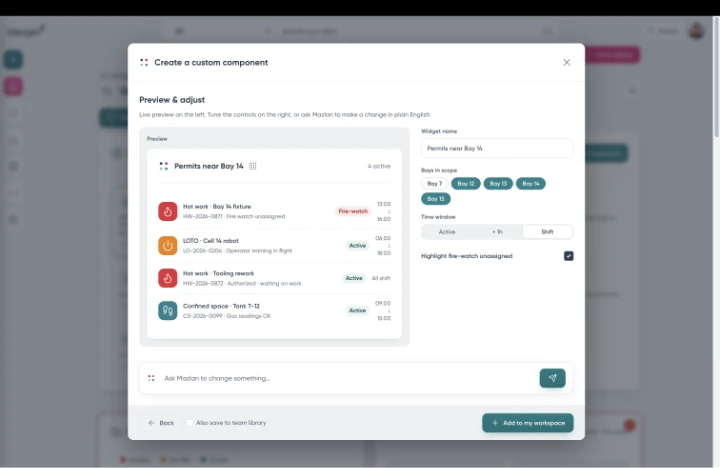 Create a custom component
Preview & adjust
Live preview on the left. Tune the controls on the right, or ask Mazlan to make a change in plain English.
Preview
Permits near Bay 14
4 active
Hot work · Bay 14 fixture
HW-2026-0871 · Fire watch unassigned
Fire-watch
13:00
16:00
LOTO · Cell 14 robot
LO-2026-0204 · Operator training in flight
Active
06:00
18:00
Hot work · Tooling rework
HW-2026-0872 · Authorized · waiting on work
Active
All shift
Confined space · Tank T-12
CS-2026-0099 · Gas readings OK
Active
09:00
15:00
Widget name
Permits near Bay 14
Bays in scope
Bay 7
Bay 12
Bay 13
Bay 14
Bay 15
Time window
Active
+ 1h
Shift
Highlight fire-watch unassigned
Ask Mazlan to change something...
Back
Also save to team library
Add to my workspace